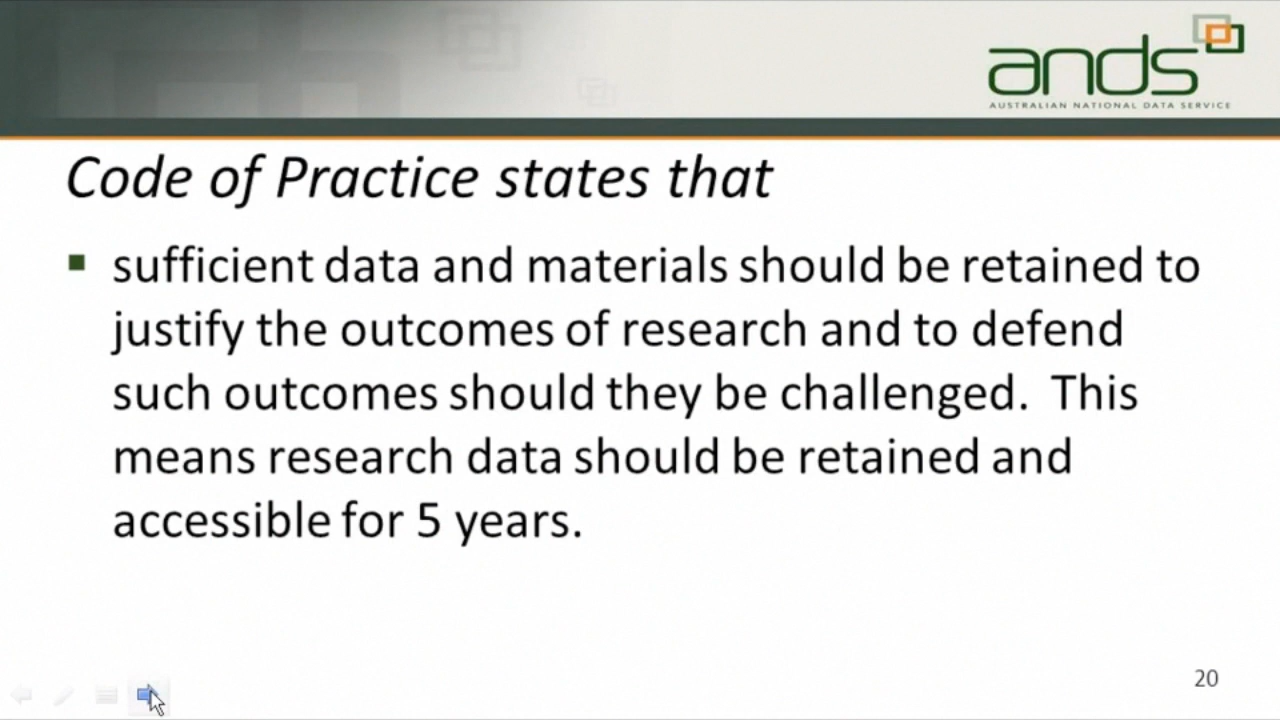 ands
AUSTRALIAN NATIONAL DATA SERVICE
Code of Practice states that
sufficient data and materials should be retained to
justify the outcomes of research and to defend
such outcomes should they be challenged.  This
means research data should be retained and
accessible for 5 years.
20